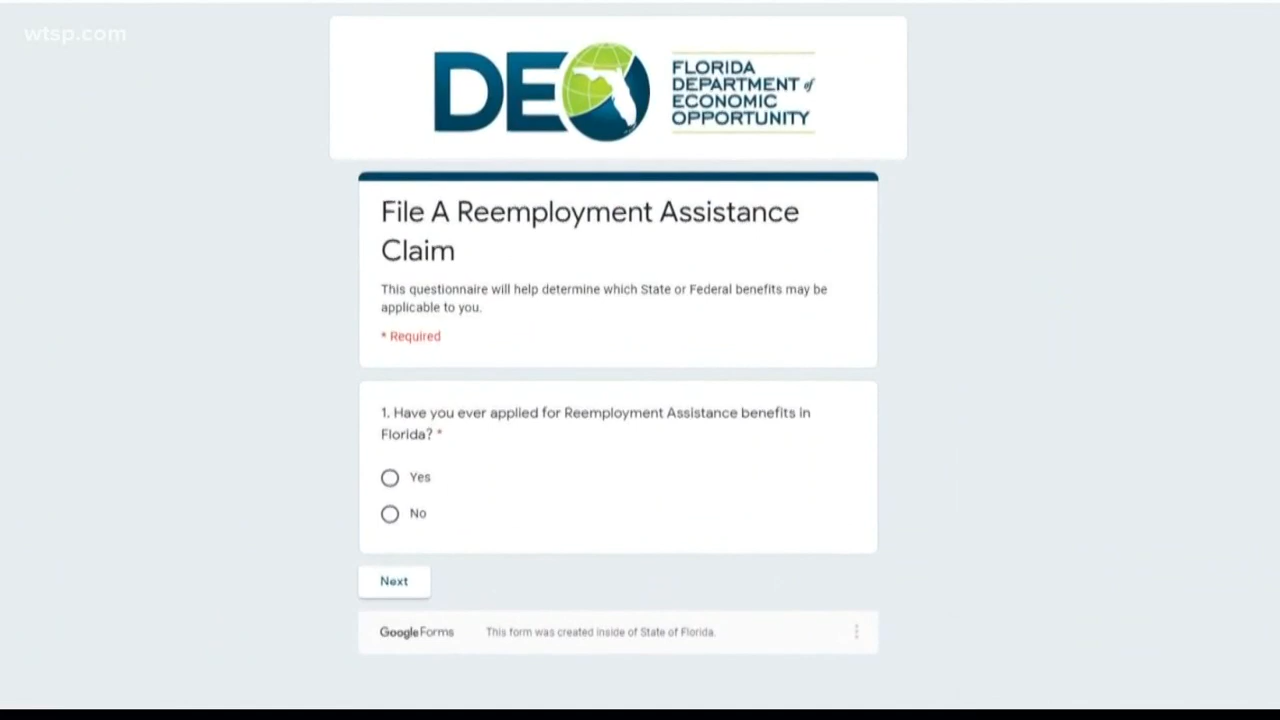 wtsp.com
DEO
FLORIDA
DEPARTMENT of
ECONOMIC
OPPORTUNITY
File A Reemployment Assistance
Claim
This questionnaire will help determine which State or Federal benefits may be
applicable to you.
* Required
1. Have you ever applied for Reemployment Assistance benefits in
Florida? *
Yes
No
Next
Google Forms This form was created inside of State of Florida.